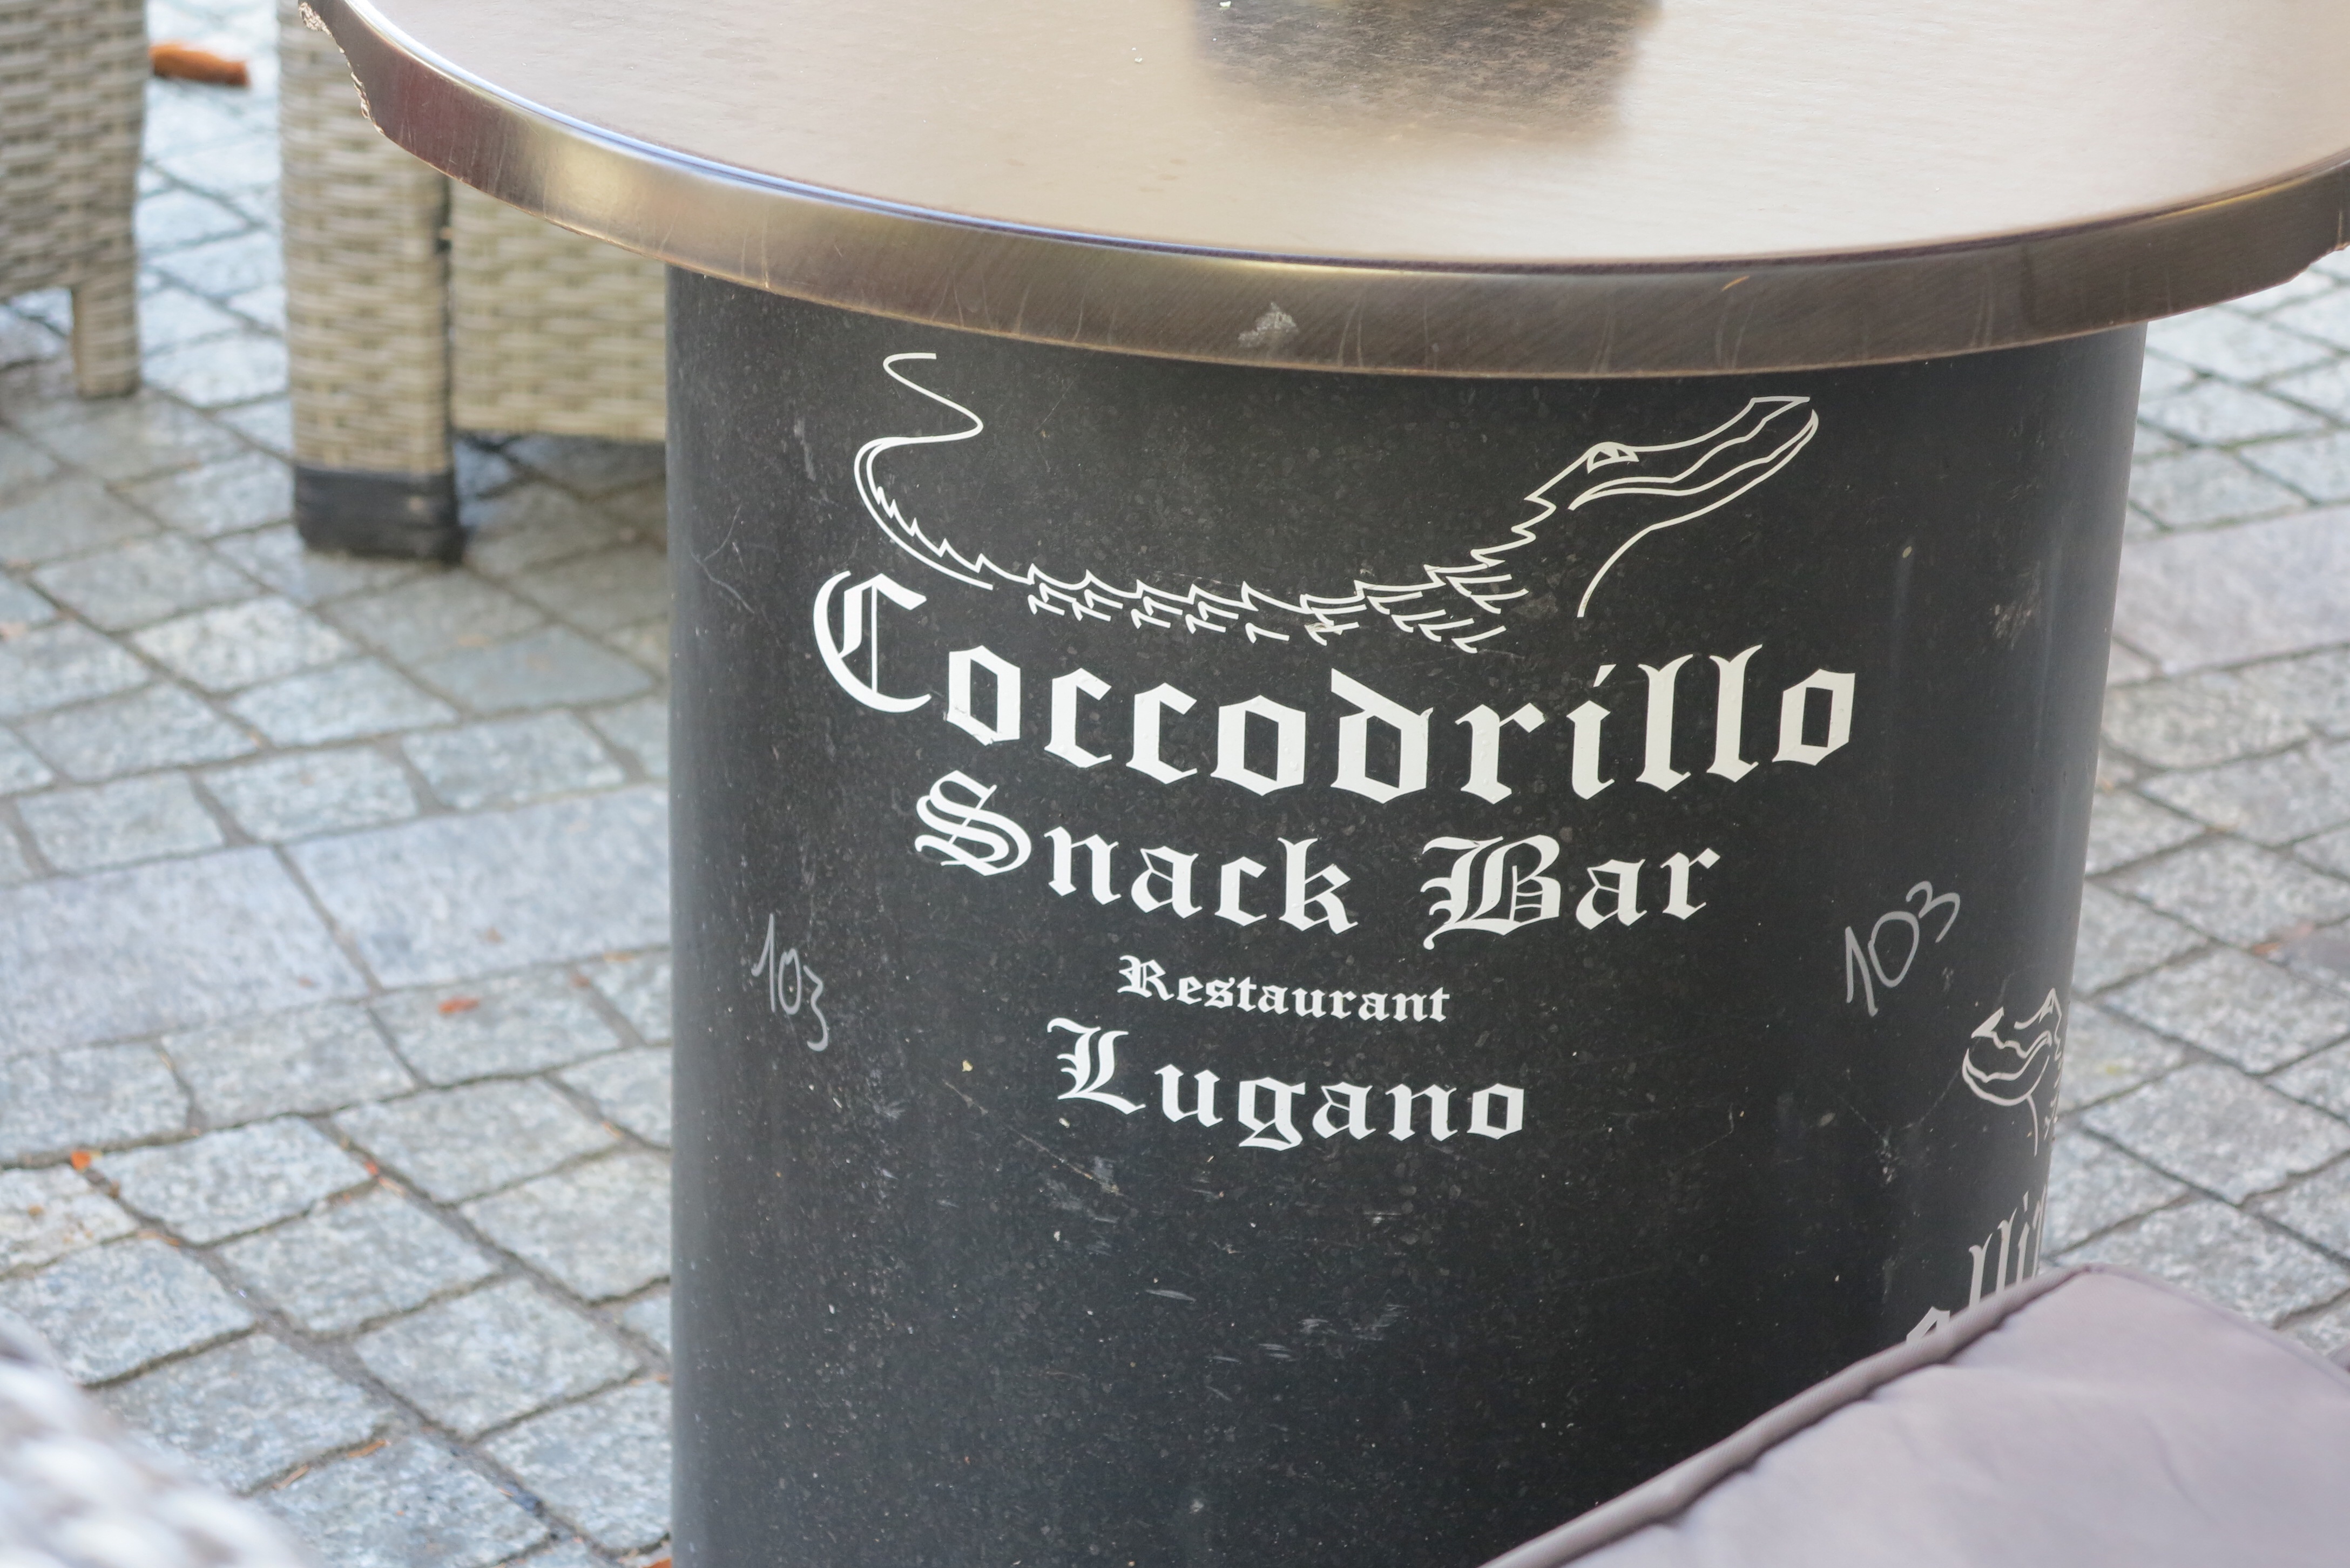 Coccodrillo
Snack Bar
Restaurant
Lugano
103
103